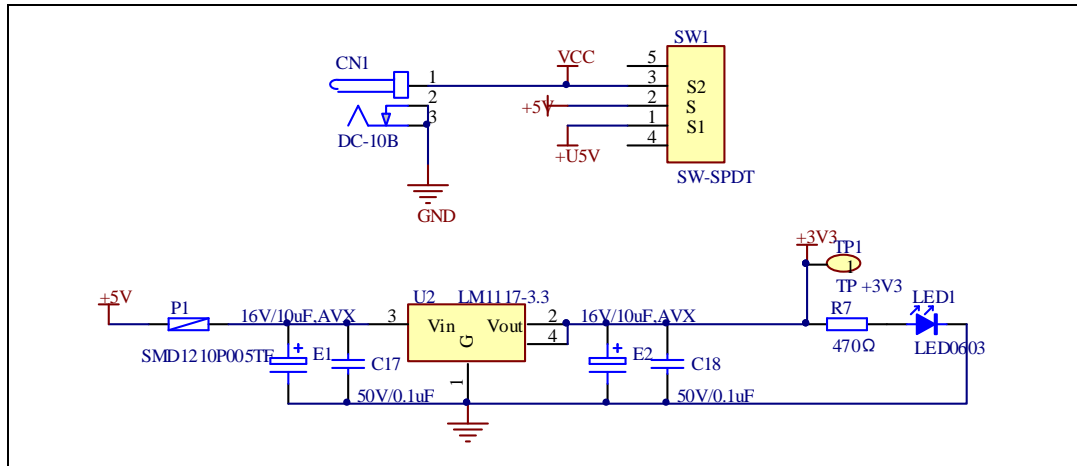 SW1
VCC
CN1
5
1
3
S2
2
+5V
2
S
3
1
S1
DC-10B
4
+U5V
SW-SPDT
GND
+3V3
TP1
1
TP +3V3
+5V
P1
U2
LM1117-3.3
R7
LED1
16V/10uF,AVX
3
Vin
Vout
2
16V/10uF,AVX
4
G
SMD1210P005TF
E1
C17
E2
C18
470Ω
LED0603
1
50V/0.1uF
50V/0.1uF